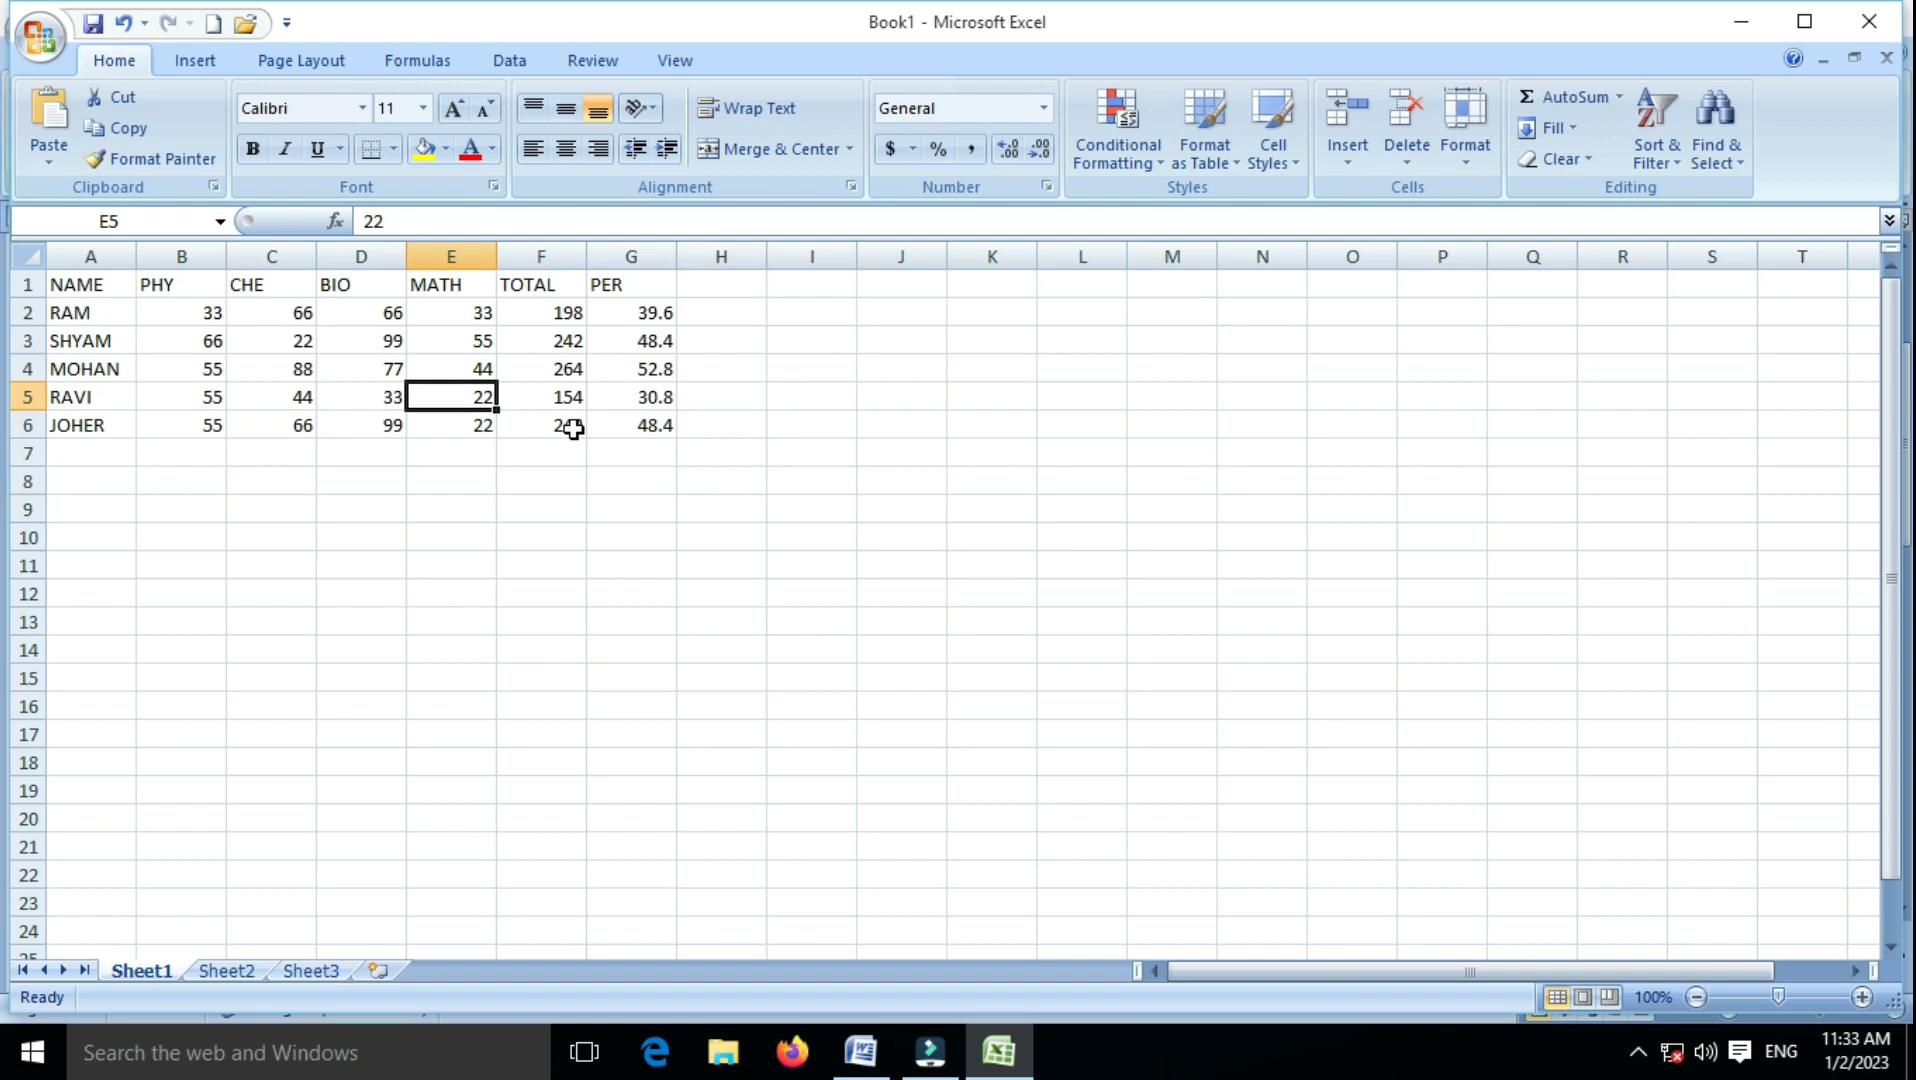 Book1 - Microsoft Excel
Home Insert Page Layout Formulas Data Review View
Paste
Cut
Copy
Format Painter
Clipboard
Calibri 11
B I U
Font
Wrap Text
Merge & Center
Alignment
General
$ % ,
Number
Conditional Formatting
Format as Table
Cell Styles
Styles
Insert Delete Format
Cells
Σ AutoSum
Fill
Clear
Sort & Filter
Find & Select
Editing
E5 fx 22
A B C D E F G H I J K L M N O P Q R S T
1 NAME PHY CHE BIO MATH TOTAL PER
2 RAM 33 66 66 33 198 39.6
3 SHYAM 66 22 99 55 242 48.4
4 MOHAN 55 88 77 44 264 52.8
5 RAVI 55 44 33 22 154 30.8
6 JOHER 55 66 99 22 48.4
7
8
9
10
11
12
13
14
15
16
17
18
19
20
21
22
23
24
25
Sheet1 Sheet2 Sheet3
Ready 100%
Search the web and Windows
ENG
11:33 AM
1/2/2023